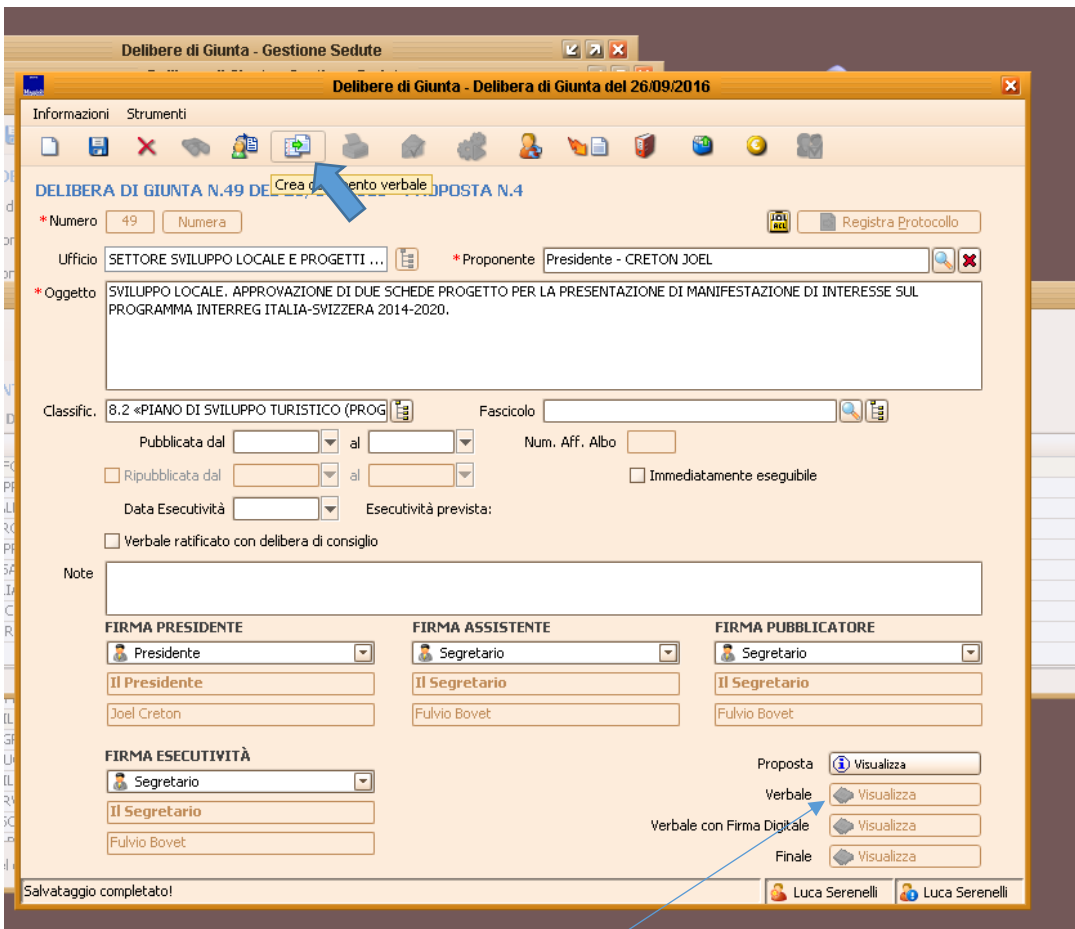 Delibere di Giunta - Gestione Sedute
Delibere di Giunta - Delibera di Giunta del 26/09/2016
Informazioni Strumenti
Crea documento verbale
DELIBERA DI GIUNTA N.49 PROPOSTA N.4
*Numero 49 Numera Registra Protocollo
Ufficio SETTORE SVILUPPO LOCALE E PROGETTI ... *Proponente Presidente - CRETON JOEL
*Oggetto SVILUPPO LOCALE. APPROVAZIONE DI DUE SCHEDE PROGETTO PER LA PRESENTAZIONE DI MANIFESTAZIONE DI INTERESSE SUL
PROGRAMMA INTERREG ITALIA-SVIZZERA 2014-2020.
Classific. 8.2 «PIANO DI SVILUPPO TURISTICO (PROG Fascicolo
Pubblicata dal al Num. Aff. Albo
Ripubblicata dal al Immediatamente eseguibile
Data Esecutività Esecutività prevista:
Verbale ratificato con delibera di consiglio
Note
FIRMA PRESIDENTE FIRMA ASSISTENTE FIRMA PUBBLICATORE
Presidente Segretario Segretario
Il Presidente Il Segretario Il Segretario
Joel Creton Fulvio Bovet Fulvio Bovet
FIRMA ESECUTIVITÀ
Proposta Visualizza
Segretario
Verbale Visualizza
Il Segretario
Verbale con Firma Digitale Visualizza
Fulvio Bovet
Finale Visualizza
Salvataggio completato! Luca Serenelli Luca Serenelli